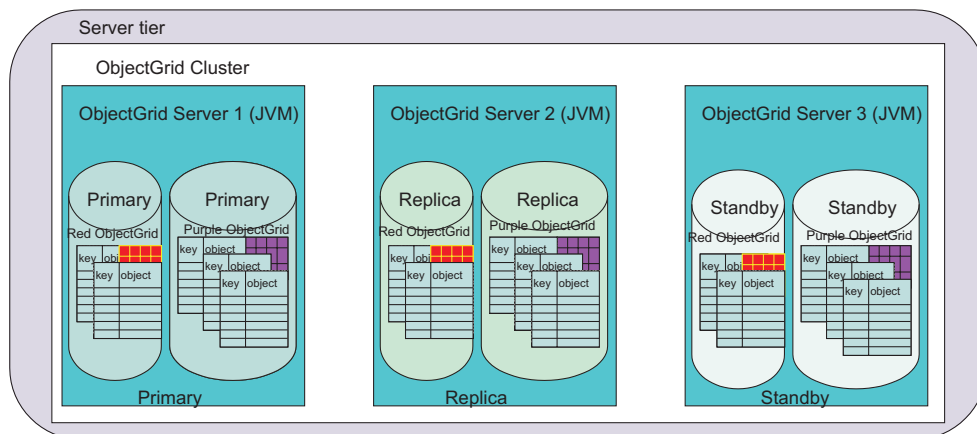 Server tier
ObjectGrid Cluster
ObjectGrid Server 1 (JVM)
Primary
Primary
Red ObjectGrid
Purple ObjectGrid
key obj
key object
key object
key object
key object
Primary
ObjectGrid Server 2 (JVM)
Replica
Replica
Red ObjectGrid
Purple ObjectGrid
key obj
key object
key object
key object
key object
Replica
ObjectGrid Server 3 (JVM)
Standby
Standby
Red ObjectGrid
Purple ObjectGrid
key obj
key object
key object
key object
key object
Standby